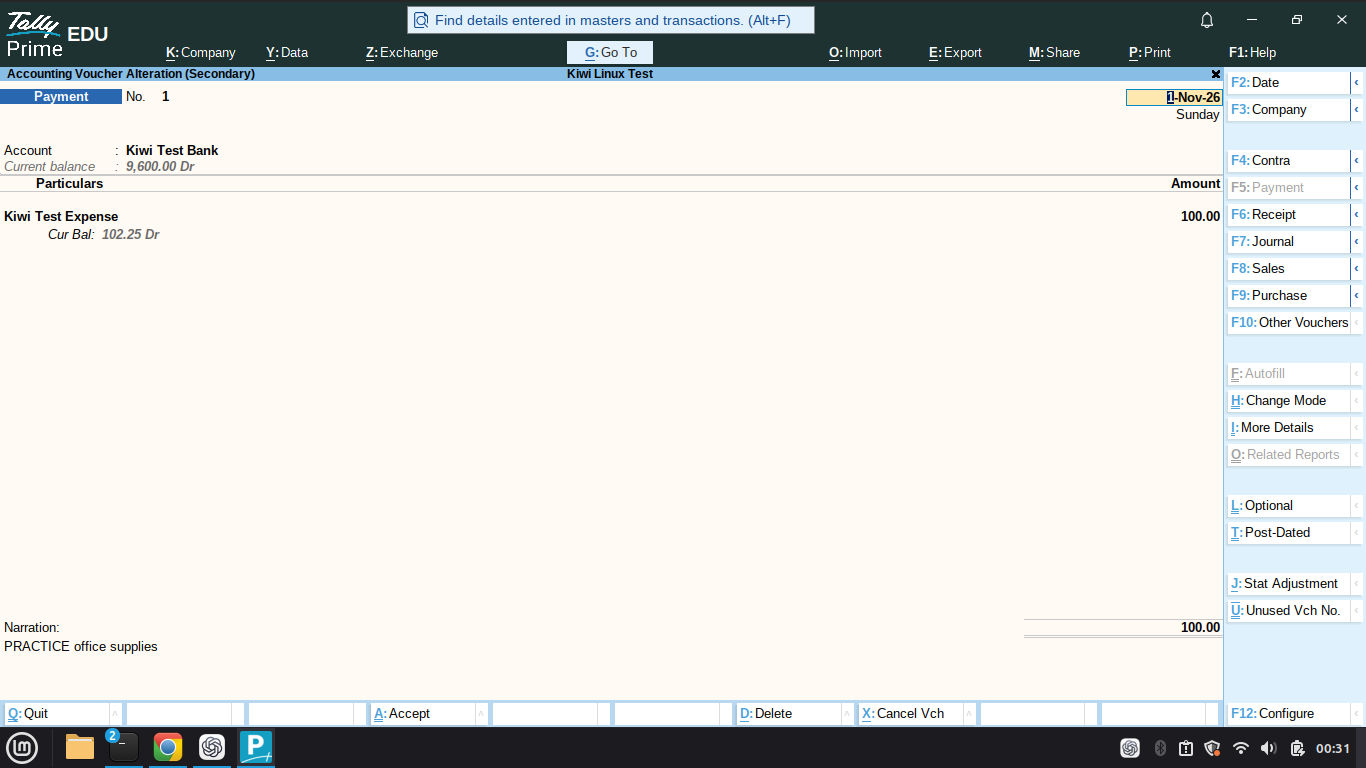 Tally Prime EDU
Find details entered in masters and transactions. (Alt+F)
K: Company Y: Data Z: Exchange G: Go To O: Import E: Export M: Share P: Print F1: Help
Accounting Voucher Alteration (Secondary) Kiwi Linux Test
Payment No. 1 1-Nov-26
Sunday
Account : Kiwi Test Bank
Current balance : 9,600.00 Dr
Particulars Amount
Kiwi Test Expense 100.00
Cur Bal: 102.25 Dr
Narration: 100.00
PRACTICE office supplies
F2: Date
F3: Company
F4: Contra
F5: Payment
F6: Receipt
F7: Journal
F8: Sales
F9: Purchase
F10: Other Vouchers
F: Autofill
H: Change Mode
I: More Details
O: Related Reports
L: Optional
T: Post-Dated
J: Stat Adjustment
U: Unused Vch No.
Q: Quit A: Accept D: Delete X: Cancel Vch F12: Configure
2
P
00:31